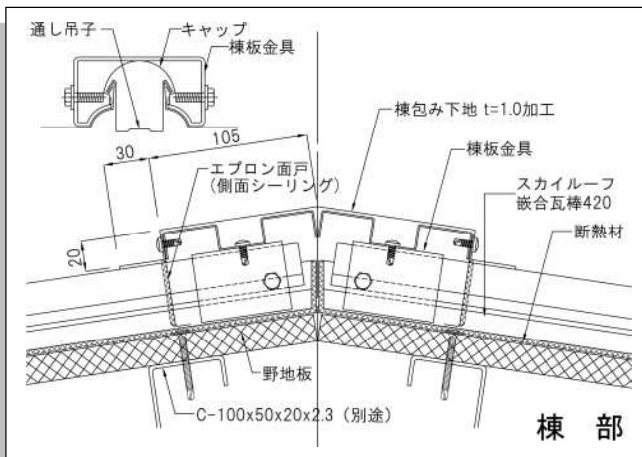 通し吊子
キャップ
棟板金具
105
30
棟包み下地 t=1.0加工
エプロン面戸
(側面シーリング)
棟板金具
スカイルーフ
嵌合瓦棒420
20
断熱材
野地板
C-100x50x20x2.3 (別途)
棟 部